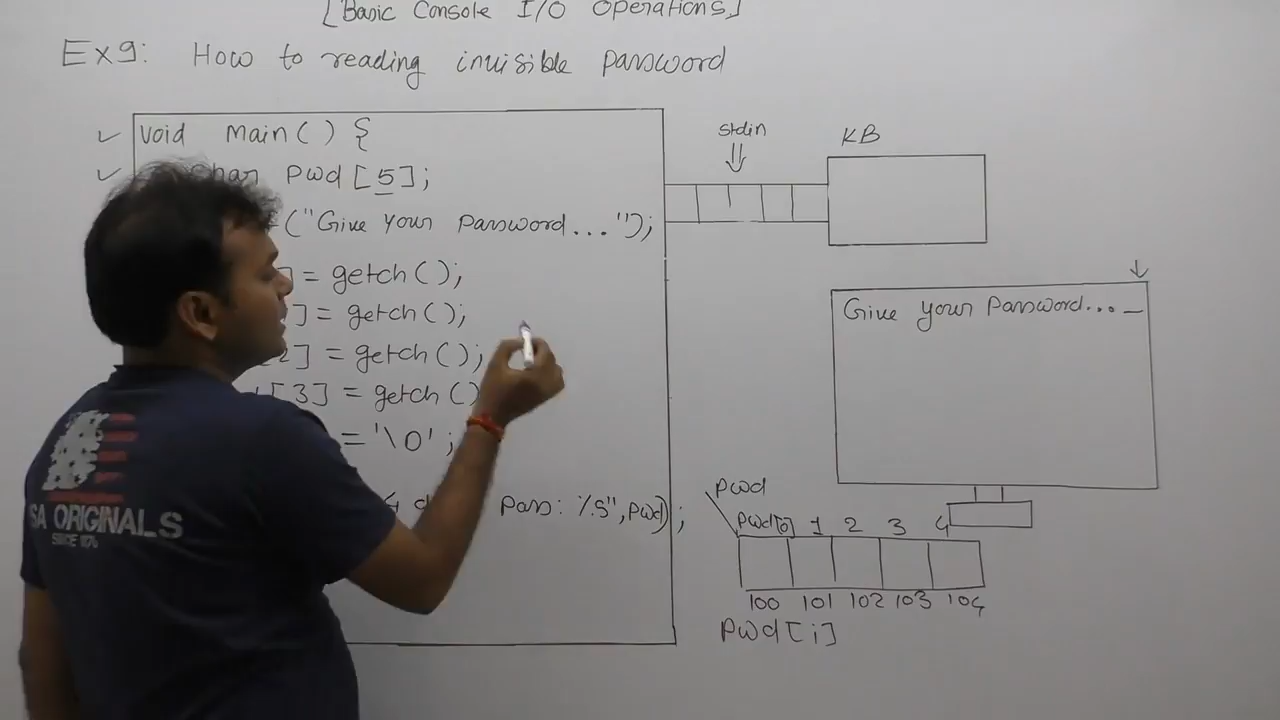 [Basic Console I/O Operations]
Ex9: How to reading invisible password
void main() {
char pwd[5];
("Give your password...");
] = getch();
] = getch();
[2] = getch();
[3] = getch()
= '\0';
pass: %s", pwd);
stdin
KB
Give your password... _
pwd
pwd[0] 1 2 3 4
100 101 102 103 104
pwd[i]
SA ORIGINALS